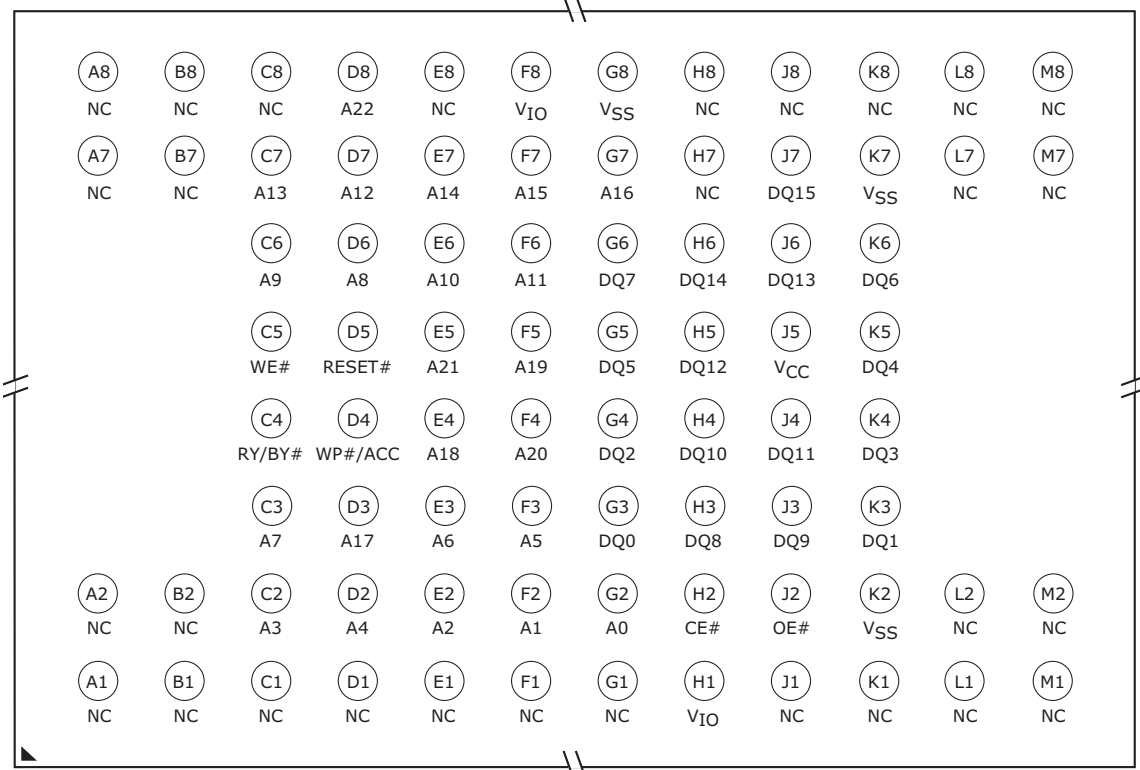 A8 B8 C8 D8 E8 F8 G8 H8 J8 K8 L8 M8
NC NC NC A22 NC VIO VSS NC NC NC NC NC
A7 B7 C7 D7 E7 F7 G7 H7 J7 K7 L7 M7
NC NC A13 A12 A14 A15 A16 NC DQ15 VSS NC NC
C6 D6 E6 F6 G6 H6 J6 K6
A9 A8 A10 A11 DQ7 DQ14 DQ13 DQ6
C5 D5 E5 F5 G5 H5 J5 K5
WE# RESET# A21 A19 DQ5 DQ12 VCC DQ4
C4 D4 E4 F4 G4 H4 J4 K4
RY/BY# WP#/ACC A18 A20 DQ2 DQ10 DQ11 DQ3
C3 D3 E3 F3 G3 H3 J3 K3
A7 A17 A6 A5 DQ0 DQ8 DQ9 DQ1
A2 B2 C2 D2 E2 F2 G2 H2 J2 K2 L2 M2
NC NC A3 A4 A2 A1 A0 CE# OE# VSS NC NC
A1 B1 C1 D1 E1 F1 G1 H1 J1 K1 L1 M1
NC NC NC NC NC NC NC VIO NC NC NC NC